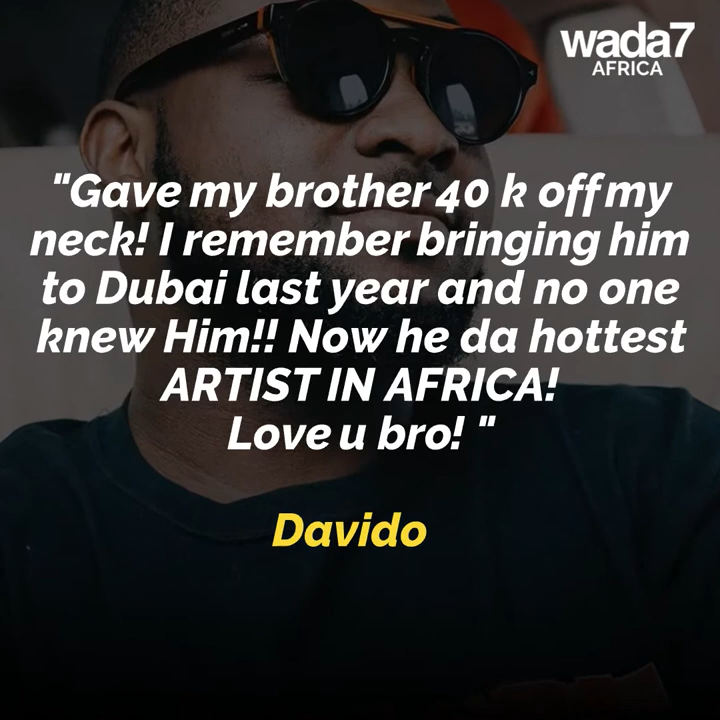 wada7
AFRICA
"Gave my brother 40 k off my
neck! I remember bringing him
to Dubai last year and no one
knew Him!! Now he da hottest
ARTIST IN AFRICA!
Love u bro! "
Davido